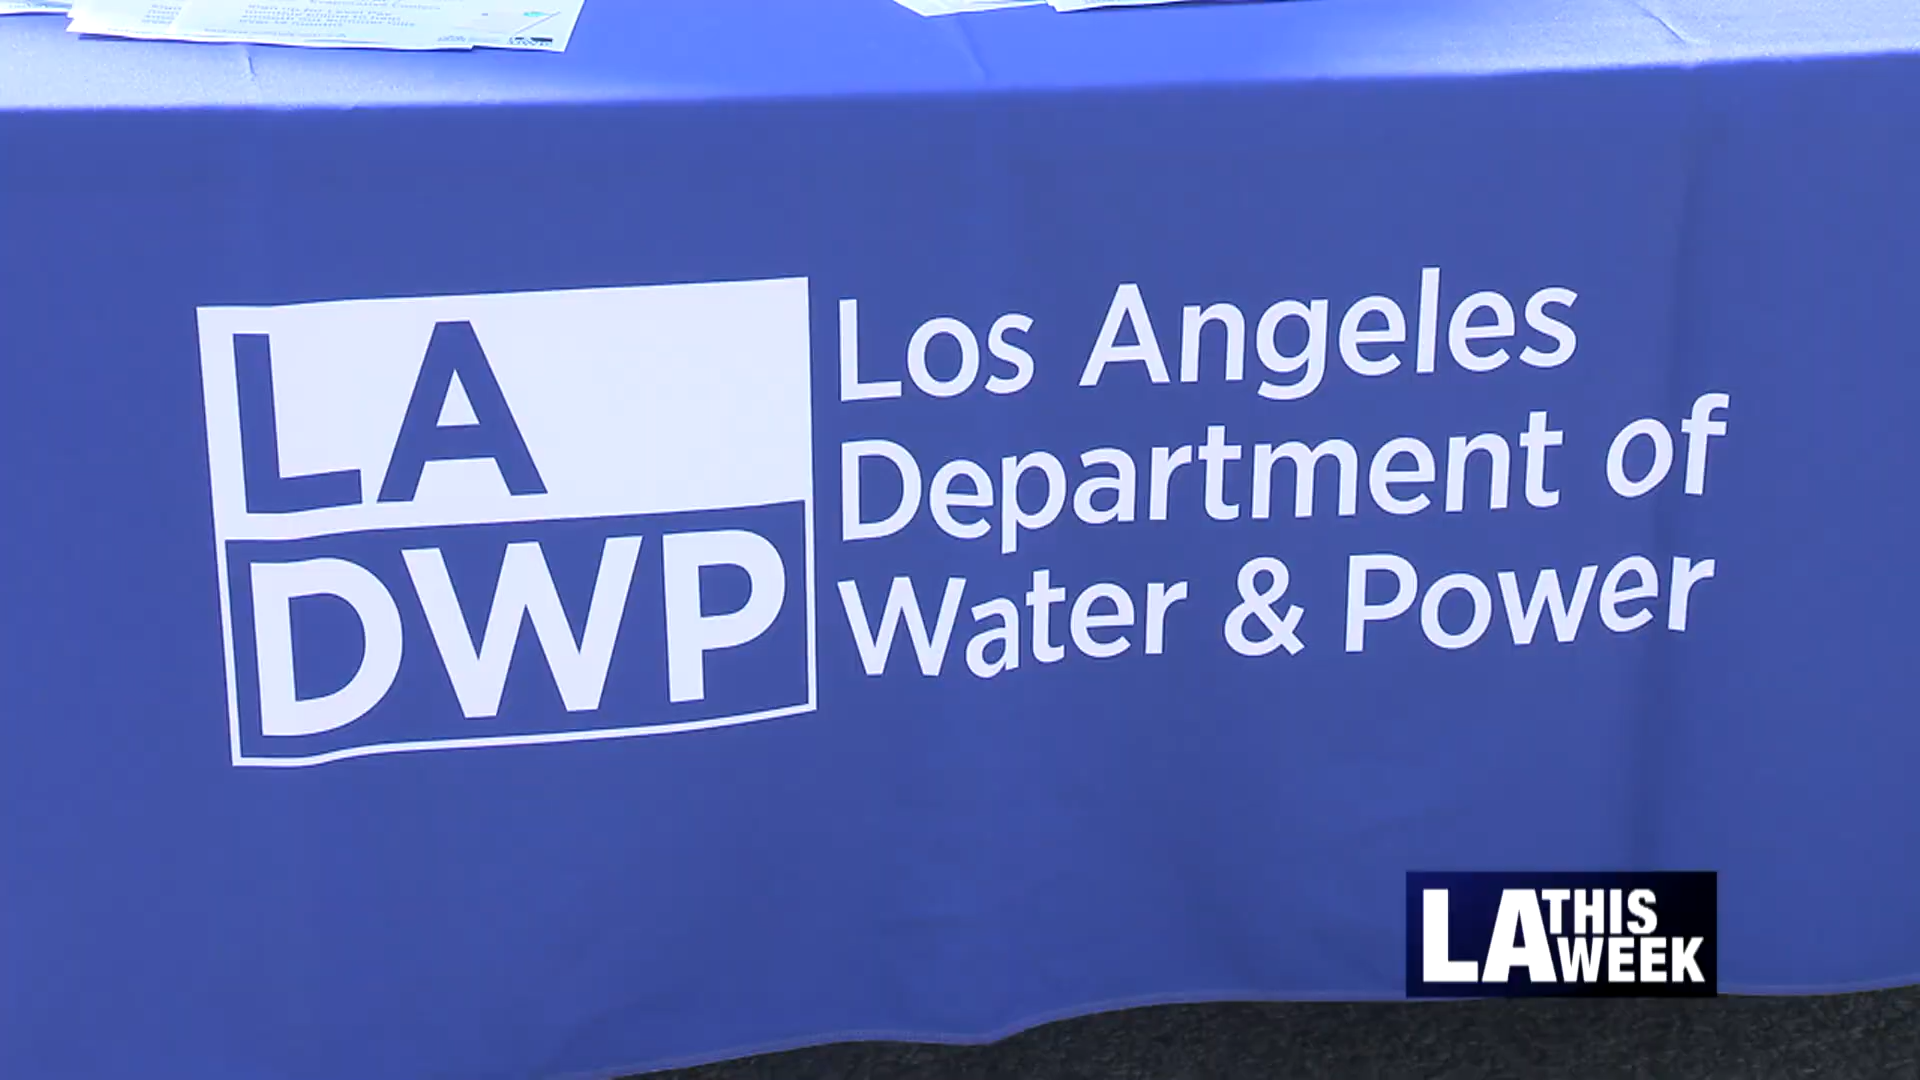 LA
DWP
Los Angeles
Department of
Water & Power
LA THIS
WEEK